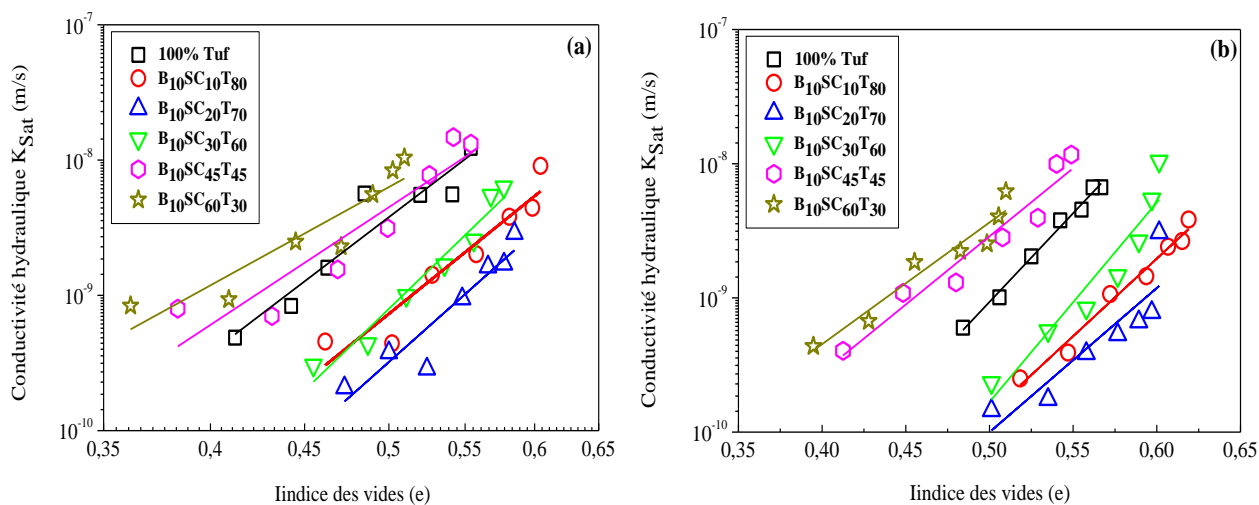 (a)
100% Tuf
B10SC10T80
B10SC20T70
B10SC30T60
B10SC45T45
B10SC60T30
10-7
10-8
10-9
10-10
Conductivité hydraulique KSat (m/s)
0,35 0,4 0,45 0,5 0,55 0,6 0,65
Iindice des vides (e)
(b)
100% Tuf
B10SC10T80
B10SC20T70
B10SC30T60
B10SC45T45
B10SC60T30
10-7
10-8
10-9
10-10
Conductivité hydraulique KSat (m/s)
0,35 0,40 0,45 0,50 0,55 0,60 0,65
Iindice des vides (e)